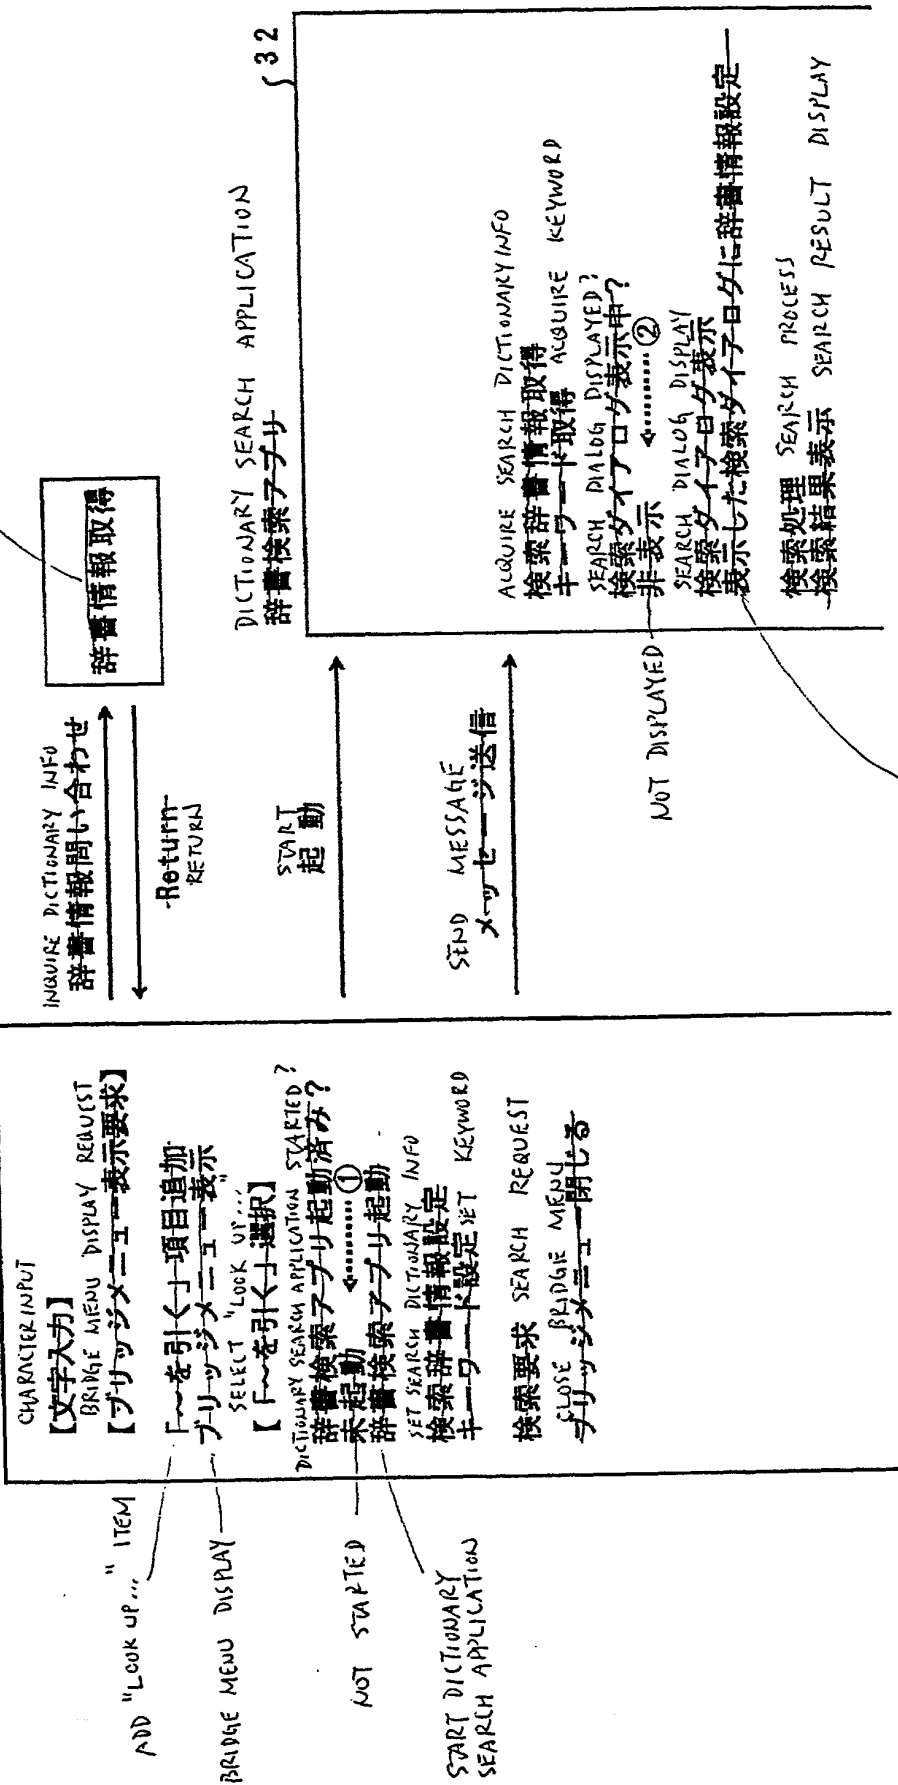 CHARACTER INPUT
【文字入力】
BRIDGE MENU DISPLAY REQUEST
【ブリッジメニュー表示要求】
ADD "LOOK UP..." ITEM
「～を引く」項目追加
ブリッジメニュー表示
BRIDGE MENU DISPLAY
SELECT "LOOK UP..."
【「～を引く」選択】
DICTIONARY SEARCH APPLICATION STARTED?
辞書検索アプリ起動済み?
未起動 ①
NOT STARTED
辞書検索アプリ起動
START DICTIONARY
SEARCH APPLICATION
SET SEARCH DICTIONARY INFO
検索辞書情報設定
キーワード設定 SET KEYWORD
検索要求 SEARCH REQUEST
CLOSE BRIDGE MENU
ブリッジメニュー閉じる
INQUIRE DICTIONARY INFO
辞書情報問い合わせ
Return
RETURN
START
起動
SEND MESSAGE
メッセージ送信
辞書情報取得
32
DICTIONARY SEARCH APPLICATION
辞書検索アプリ
ACQUIRE SEARCH DICTIONARY INFO
検索辞書情報取得
キーワード取得 ACQUIRE KEYWORD
SEARCH DIALOG DISPLAYED?
検索ダイアログ表示中?
非表示 ②
NOT DISPLAYED
SEARCH DIALOG DISPLAY
検索ダイアログ表示
表示した検索ダイアログに辞書情報設定
検索処理 SEARCH PROCESS
検索結果表示 SEARCH RESULT DISPLAY